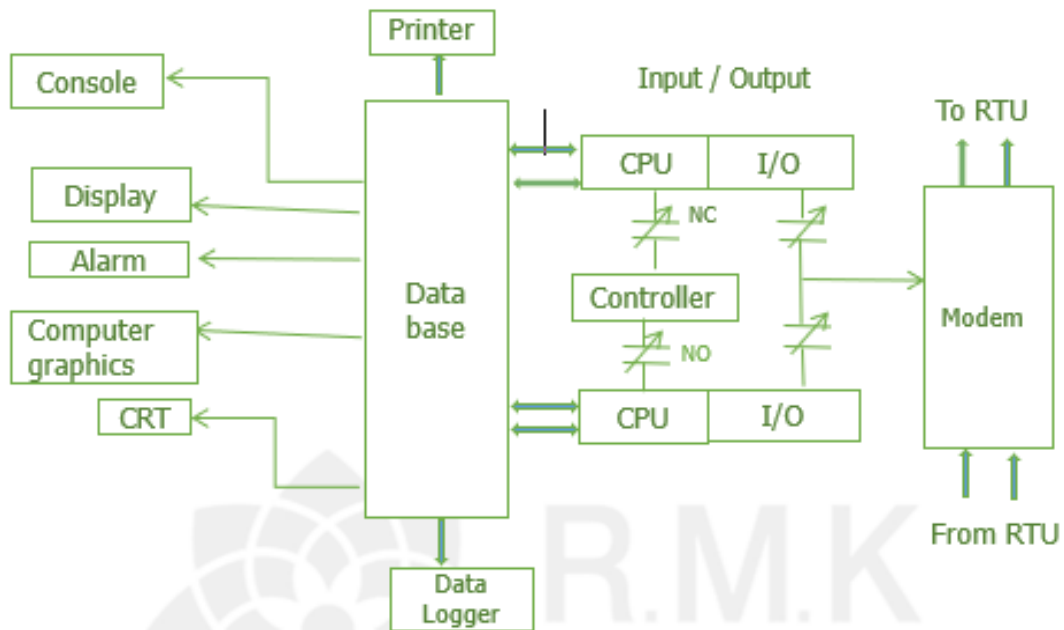 Printer
Console
Input / Output
To RTU
CPU
I/O
Display
NC
Alarm
Data
base
Controller
Computer
graphics
Modem
NO
CRT
CPU
I/O
From RTU
Data
Logger
R.M.K